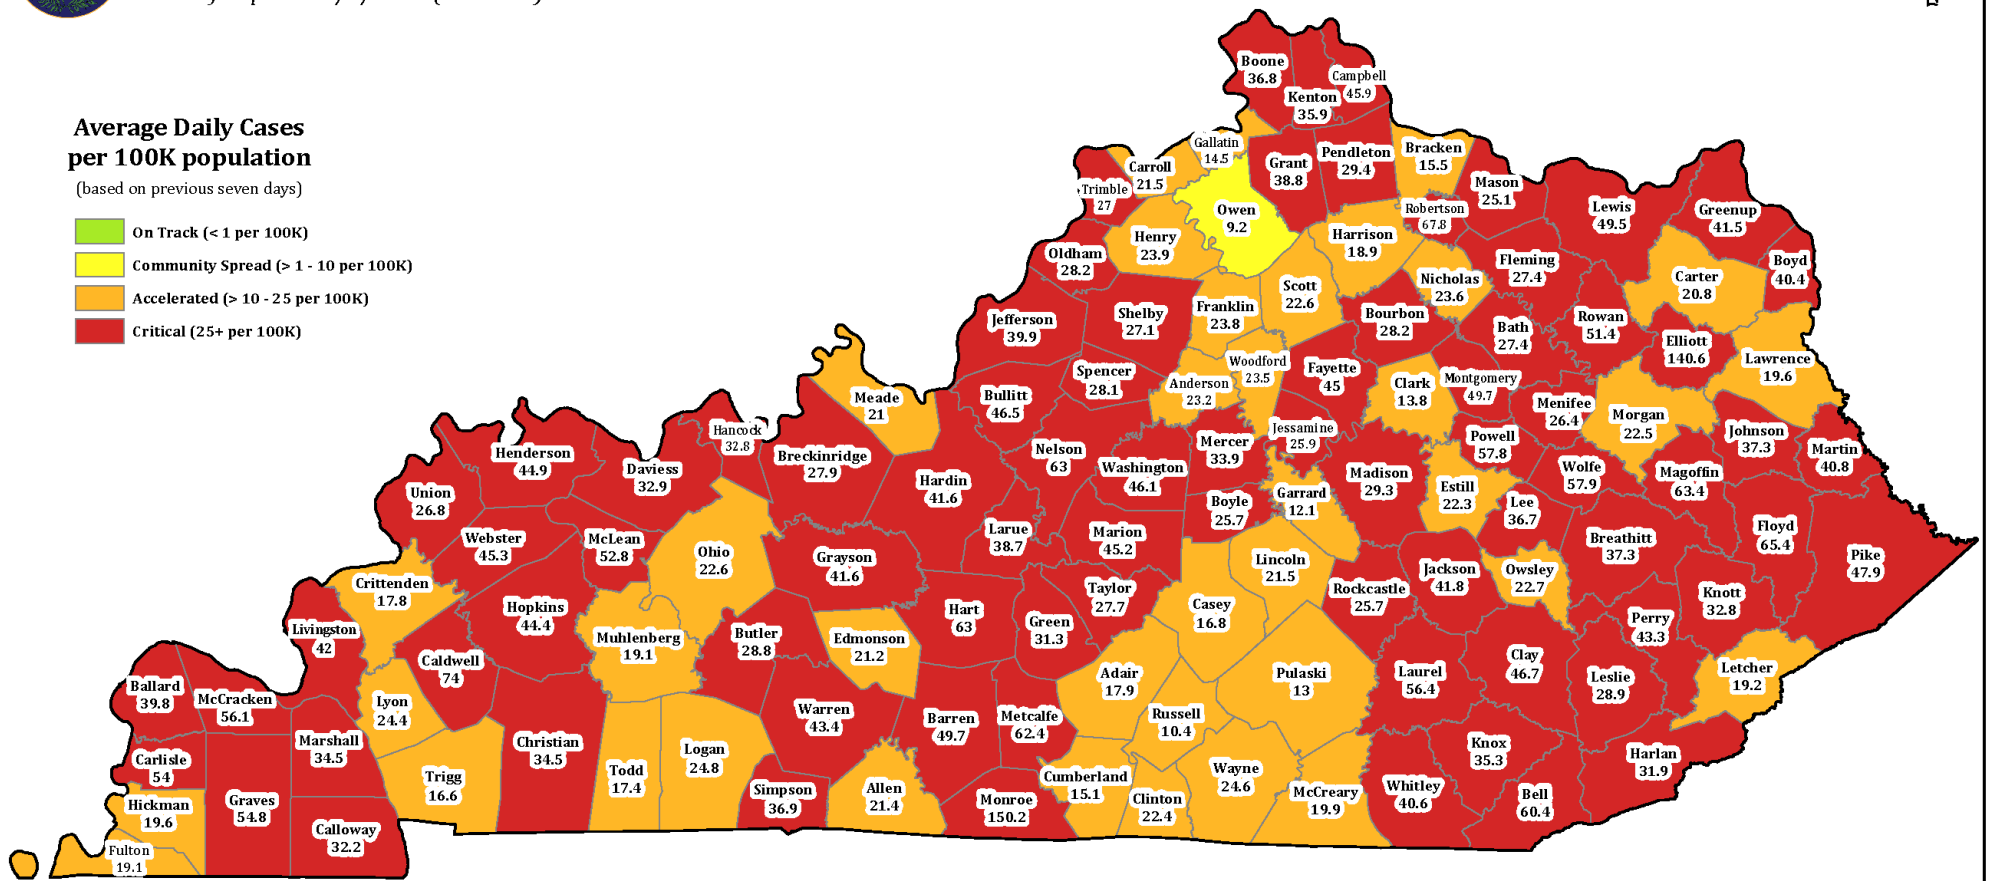 Average Daily Cases
per 100K population
(based on previous seven days)
On Track (< 1 per 100K)
Community Spread (> 1 - 10 per 100K)
Accelerated (> 10 - 25 per 100K)
Critical (25+ per 100K)
Boone
36.8
Campbell
45.9
Kenton
35.9
Gallatin
14.5
Carroll
21.5
Trimble
27
Grant
38.8
Pendleton
29.4
Bracken
15.5
Mason
25.1
Robertson
67.8
Lewis
49.5
Greenup
41.5
Owen
9.2
Henry
23.9
Oldham
28.2
Harrison
18.9
Nicholas
23.6
Fleming
27.4
Carter
20.8
Boyd
40.4
Jefferson
39.9
Shelby
27.1
Franklin
23.8
Scott
22.6
Bourbon
28.2
Bath
27.4
Rowan
51.4
Elliott
140.6
Lawrence
19.6
Meade
21
Bullitt
46.5
Spencer
28.1
Anderson
23.2
Woodford
23.5
Fayette
45
Clark
13.8
Montgomery
49.7
Menifee
26.4
Morgan
22.5
Johnson
37.3
Martin
40.8
Henderson
44.9
Daviess
32.9
Hancock
32.8
Breckinridge
27.9
Hardin
41.6
Nelson
63
Washington
46.1
Mercer
33.9
Jessamine
25.9
Madison
29.3
Powell
57.8
Wolfe
57.9
Magoffin
63.4
Union
26.8
Webster
45.3
McLean
52.8
Ohio
22.6
Grayson
41.6
Larue
38.7
Marion
45.2
Boyle
25.7
Garrard
12.1
Estill
22.3
Lee
36.7
Breathitt
37.3
Floyd
65.4
Pike
47.9
Crittenden
17.8
Livingston
42
Hopkins
44.4
Muhlenberg
19.1
Butler
28.8
Edmonson
21.2
Hart
63
Green
31.3
Taylor
27.7
Casey
16.8
Lincoln
21.5
Rockcastle
25.7
Jackson
41.8
Owsley
22.7
Perry
43.3
Knott
32.8
Caldwell
74
Ballard
39.8
McCracken
56.1
Lyon
24.4
Marshall
34.5
Carlisle
54
Hickman
19.6
Fulton
19.1
Graves
54.8
Calloway
32.2
Trigg
16.6
Christian
34.5
Todd
17.4
Logan
24.8
Warren
43.4
Simpson
36.9
Allen
21.4
Barren
49.7
Metcalfe
62.4
Monroe
150.2
Adair
17.9
Russell
10.4
Cumberland
15.1
Clinton
22.4
Pulaski
13
Wayne
24.6
McCreary
19.9
Laurel
56.4
Clay
46.7
Leslie
28.9
Letcher
19.2
Knox
35.3
Whitley
40.6
Bell
60.4
Harlan
31.9